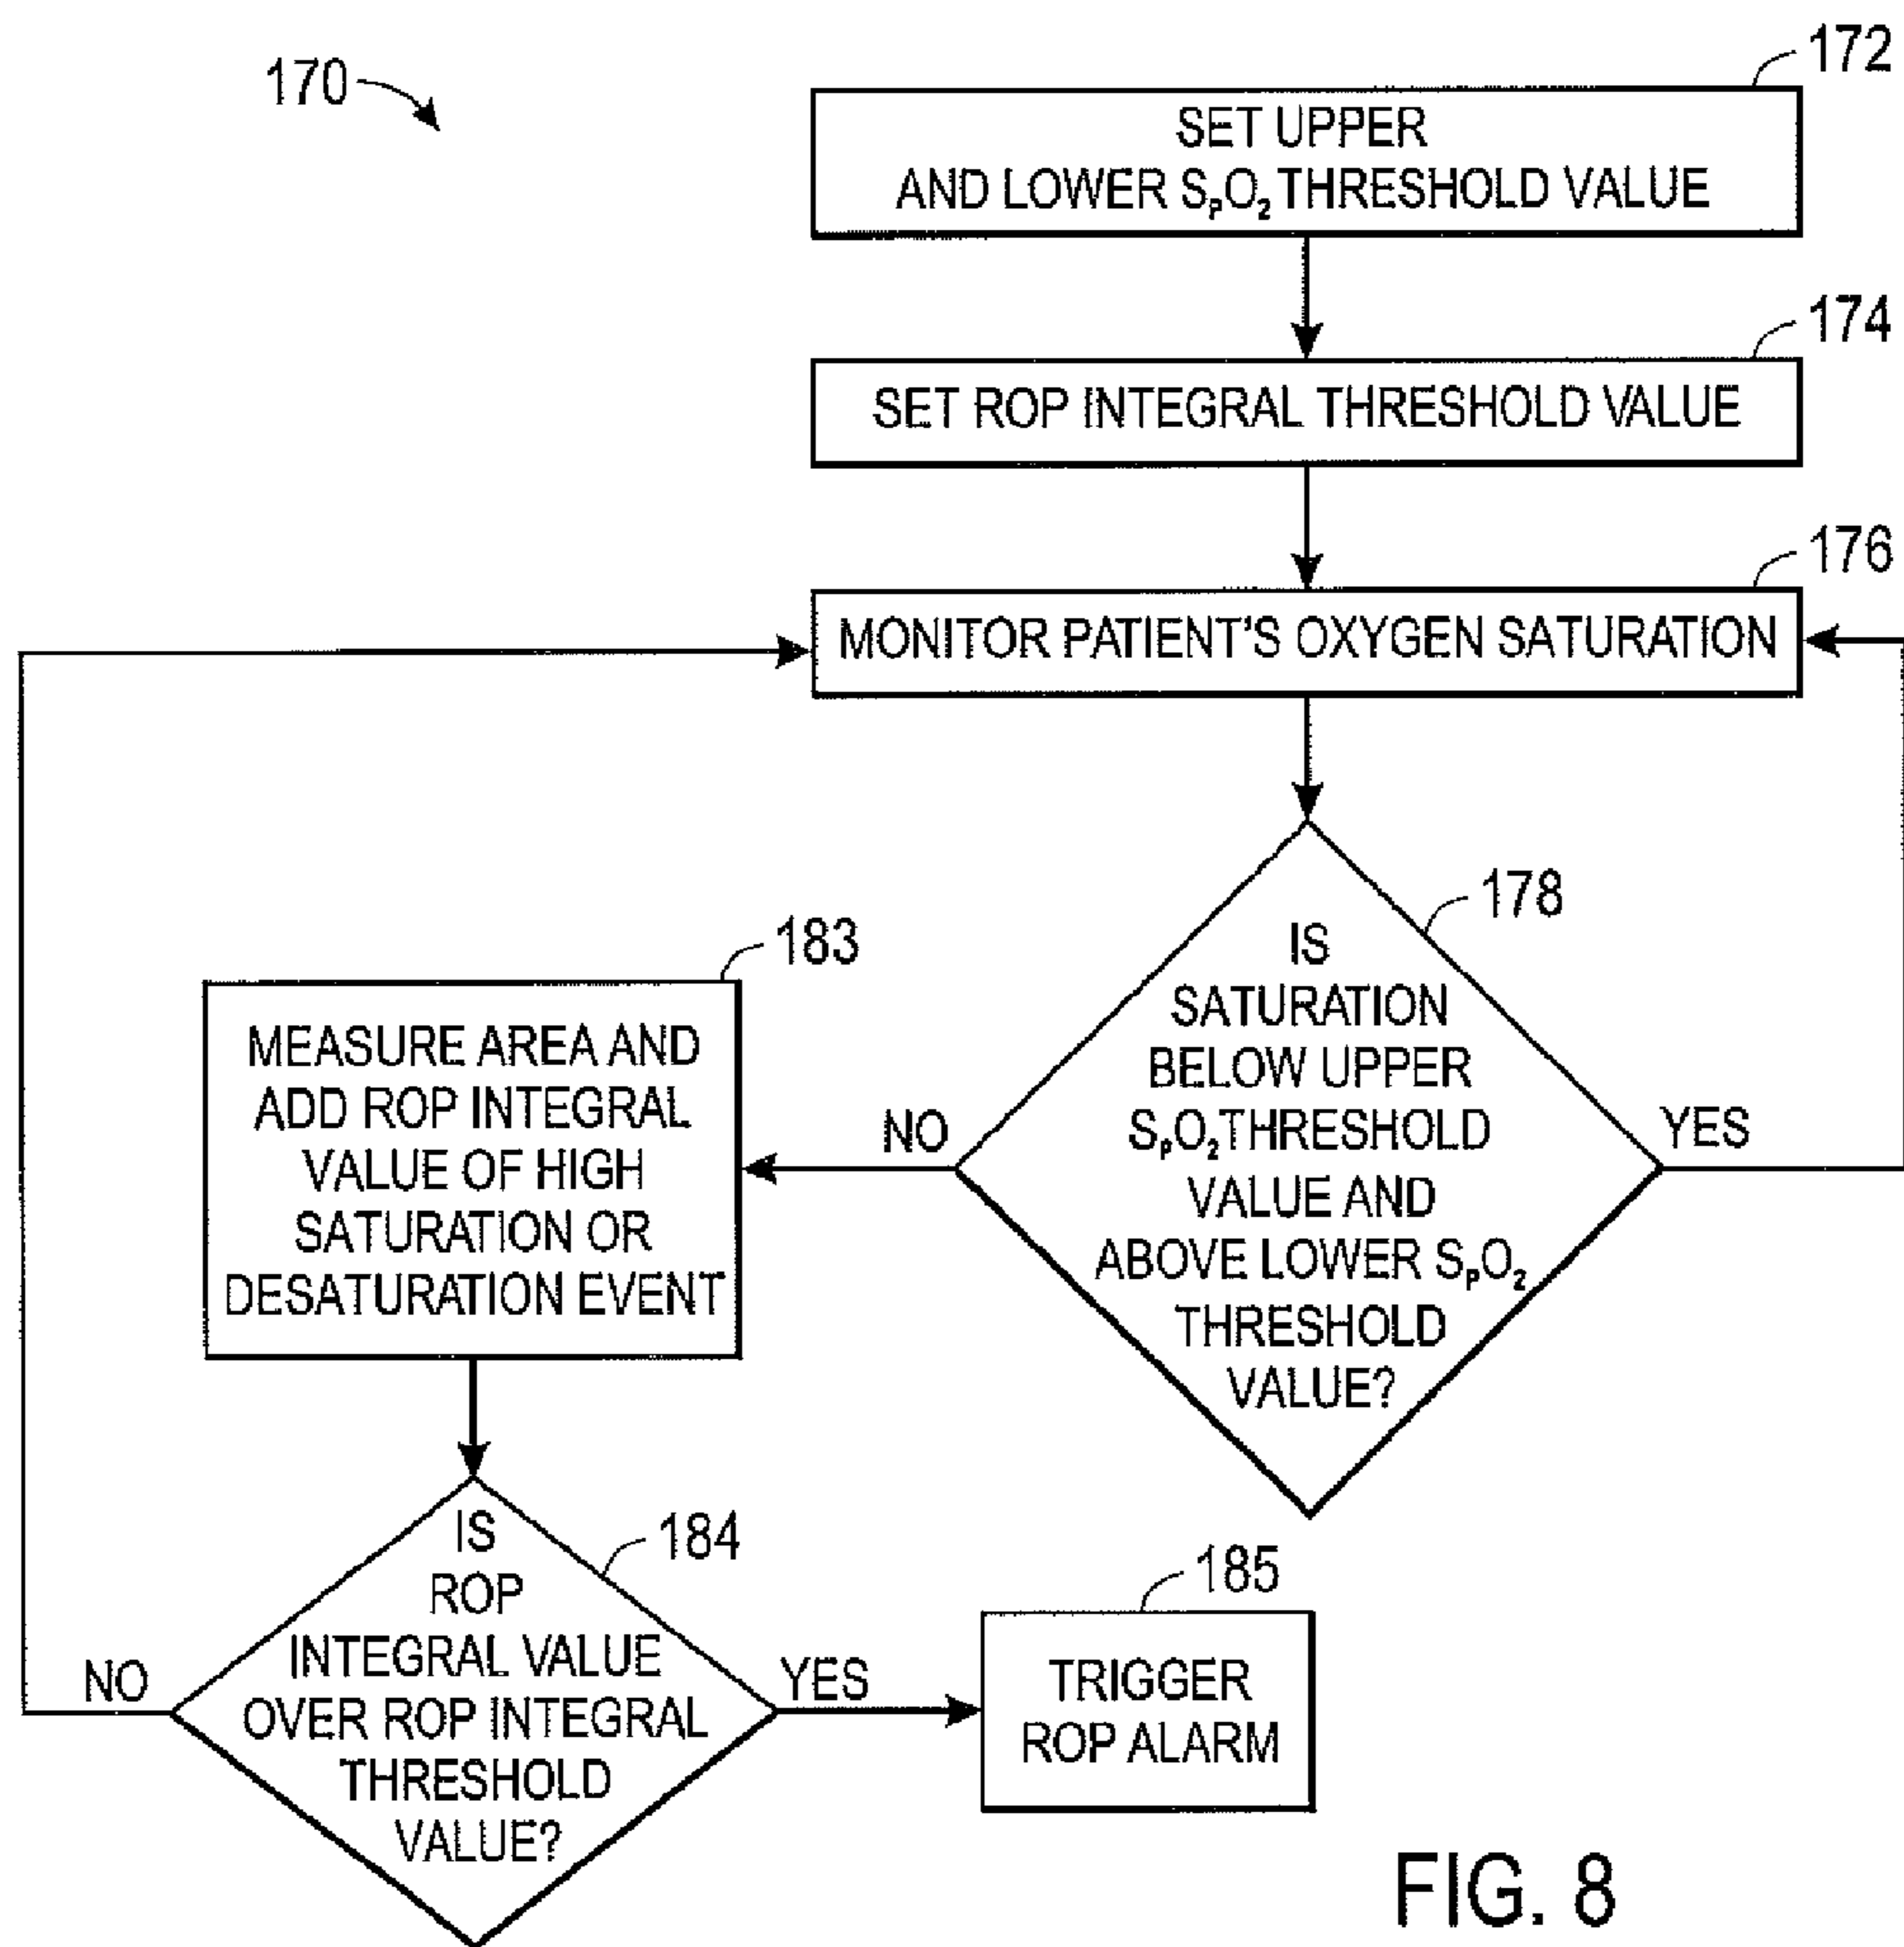 170
172
SET UPPER
AND LOWER SpO2 THRESHOLD VALUE
174
SET ROP INTEGRAL THRESHOLD VALUE
176
MONITOR PATIENT'S OXYGEN SATURATION
178
IS
SATURATION
BELOW UPPER
SpO2 THRESHOLD
VALUE AND
ABOVE LOWER SpO2
THRESHOLD
VALUE?
NO
YES
183
MEASURE AREA AND
ADD ROP INTEGRAL
VALUE OF HIGH
SATURATION OR
DESATURATION EVENT
184
IS
ROP
INTEGRAL VALUE
OVER ROP INTEGRAL
THRESHOLD
VALUE?
NO
YES
185
TRIGGER
ROP ALARM
FIG. 8